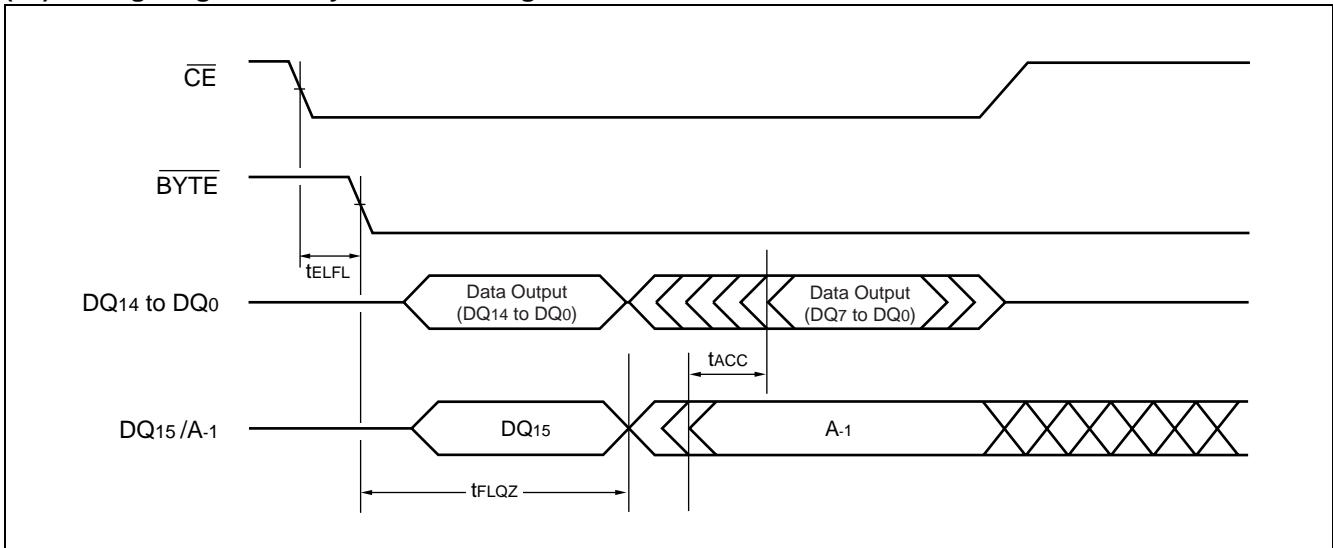 CE
BYTE
tELFL
DQ14 to DQ0
Data Output
(DQ14 to DQ0)
Data Output
(DQ7 to DQ0)
tACC
DQ15/A-1
DQ15
A-1
tFLQZ